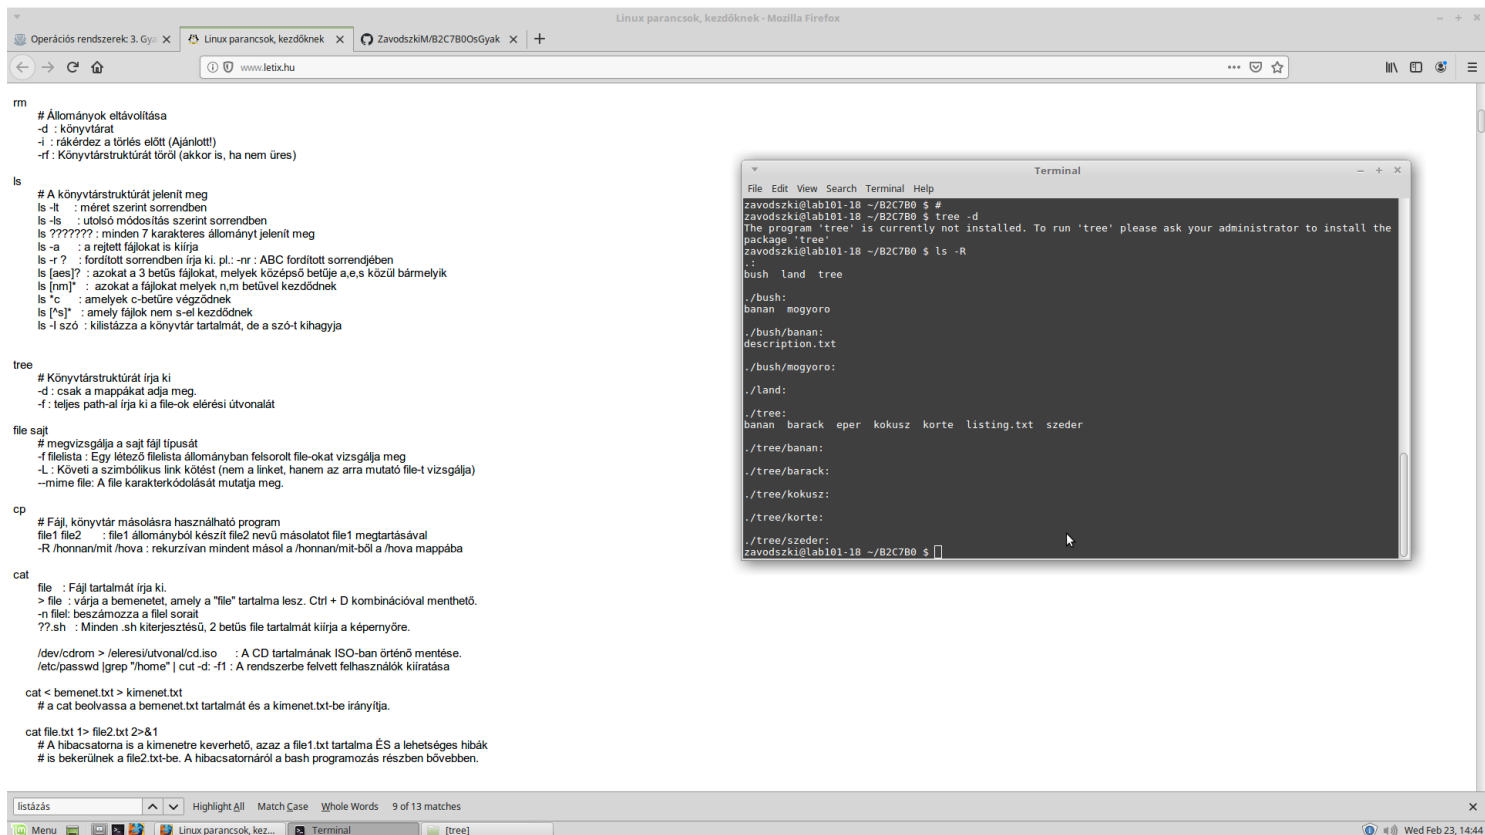 Linux parancsok, kezdőknek - Mozilla Firefox
Operációs rendszerek: 3. Gya
Linux parancsok, kezdőknek
ZavodszkiM/B2C7B0OsGyak
www.letix.hu
rm
# Állományok eltávolítása
-d : könyvtárat
-i : rákérdez a törlés előtt (Ajánlott!)
-rf : Könyvtárstruktúrát töröl (akkor is, ha nem üres)
ls
# A könyvtárstruktúrát jelenít meg
ls -lt : méret szerint sorrendben
ls -ls : utolsó módosítás szerint sorrendben
ls ??????? : minden 7 karakteres állományt jelenít meg
ls -a : a rejtett fájlokat is kiírja
ls -r ? : fordított sorrendben írja ki. pl.: -nr : ABC fordított sorrendjében
ls [aes]? : azokat a 3 betűs fájlokat, melyek középső betűje a,e,s közül bármelyik
ls [nm]* : azokat a fájlokat melyek n,m betűvel kezdődnek
ls *c : amelyek c-betűre végződnek
ls [^s]* : amely fájlok nem s-el kezdődnek
ls -I szó : kilistázza a könyvtár tartalmát, de a szó-t kihagyja
tree
# Könyvtárstruktúrát írja ki
-d : csak a mappákat adja meg.
-f : teljes path-al írja ki a file-ok elérési útvonalát
file sajt
# megvizsgálja a sajt fájl típusát
-f filelista : Egy létező filelista állományban felsorolt file-okat vizsgálja meg
-L : Követi a szimbólikus link kötést (nem a linket, hanem az arra mutató file-t vizsgálja)
--mime file: A file karakterkódolását mutatja meg.
cp
# Fájl, könyvtár másolásra használható program
file1 file2 : file1 állományból készít file2 nevű másolatot file1 megtartásával
-R /honnan/mit /hova : rekurzívan mindent másol a /honnan/mit-ből a /hova mappába
cat
file : Fájl tartalmát írja ki.
> file : várja a bemenetet, amely a "file" tartalma lesz. Ctrl + D kombinációval menthető.
-n filel: beszámozza a filel sorait
??.sh : Minden .sh kiterjesztésű, 2 betűs file tartalmát kiírja a képernyőre.
/dev/cdrom > /eleresi/utvonal/cd.iso : A CD tartalmának ISO-ban örténő mentése.
/etc/passwd |grep "/home" | cut -d: -f1 : A rendszerbe felvett felhasználók kiíratása
cat < bemenet.txt > kimenet.txt
# a cat beolvassa a bemenet.txt tartalmát és a kimenet.txt-be irányítja.
cat file.txt 1> file2.txt 2>&1
# A hibacsatorna is a kimenetre keverhető, azaz a file1.txt tartalma ÉS a lehetséges hibák
# is bekerülnek a file2.txt-be. A hibacsatornáról a bash programozás részben bővebben.
Terminal
File Edit View Search Terminal Help
zavodszki@lab101-18 ~/B2C7B0 $ #
zavodszki@lab101-18 ~/B2C7B0 $ tree -d
The program 'tree' is currently not installed. To run 'tree' please ask your administrator to install the
package 'tree'
zavodszki@lab101-18 ~/B2C7B0 $ ls -R
.:
bush land tree
./bush:
banan mogyoro
./bush/banan:
description.txt
./bush/mogyoro:
./land:
./tree:
banan barack eper kokusz korte listing.txt szeder
./tree/banan:
./tree/barack:
./tree/kokusz:
./tree/korte:
./tree/szeder:
zavodszki@lab101-18 ~/B2C7B0 $
listázás Highlight All Match Case Whole Words 9 of 13 matches
Menu Linux parancsok, kez... Terminal [tree] Wed Feb 23, 14:44